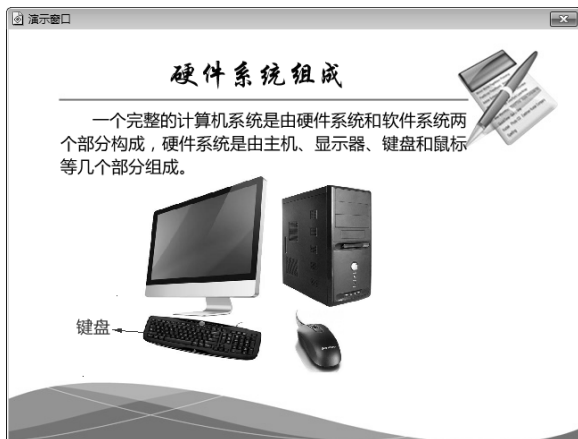 演示窗口
硬件系统组成
一个完整的计算机系统是由硬件系统和软件系统两
个部分构成，硬件系统是由主机、显示器、键盘和鼠标
等几个部分组成。
键盘